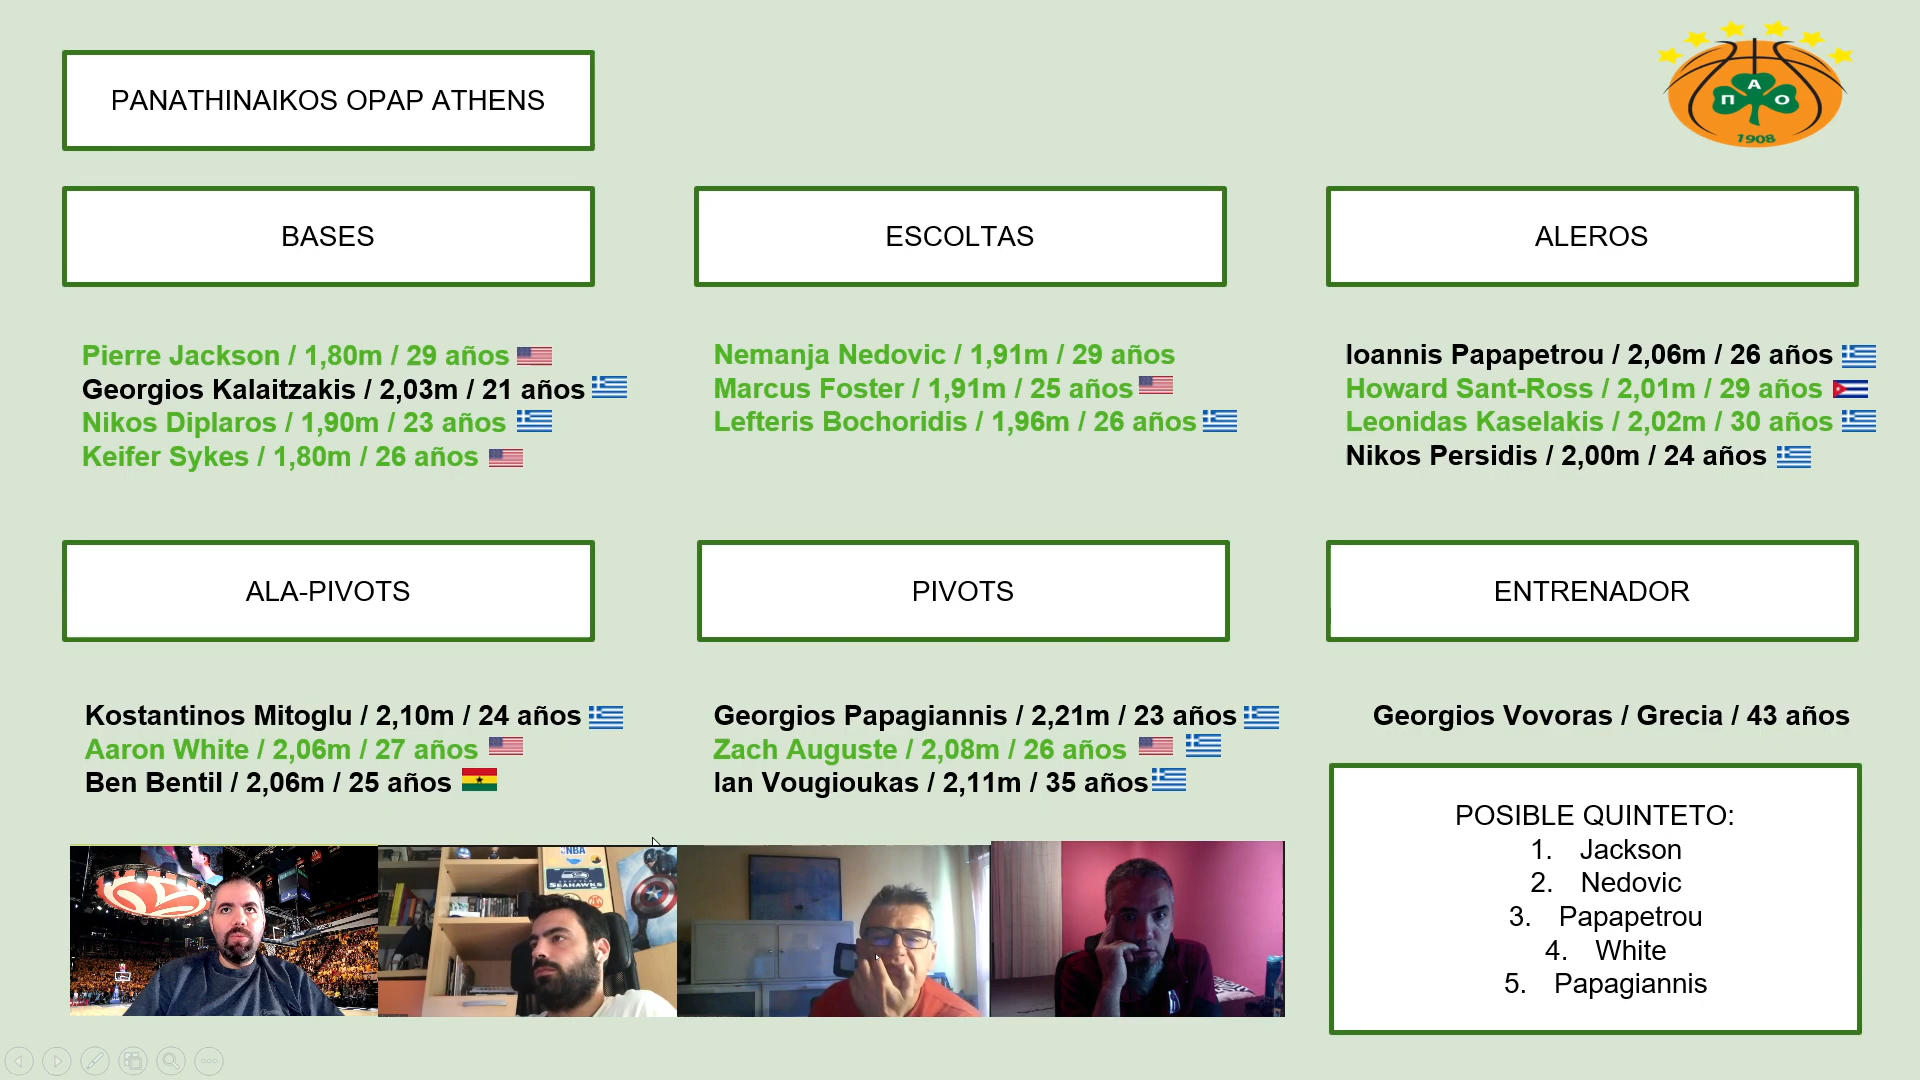 PANATHINAIKOS OPAP ATHENS
Π Α Ο
1908
BASES
ESCOLTAS
ALEROS
Pierre Jackson / 1,80m / 29 años
Georgios Kalaitzakis / 2,03m / 21 años
Nikos Diplaros / 1,90m / 23 años
Keifer Sykes / 1,80m / 26 años
Nemanja Nedovic / 1,91m / 29 años
Marcus Foster / 1,91m / 25 años
Lefteris Bochoridis / 1,96m / 26 años
Ioannis Papapetrou / 2,06m / 26 años
Howard Sant-Ross / 2,01m / 29 años
Leonidas Kaselakis / 2,02m / 30 años
Nikos Persidis / 2,00m / 24 años
ALA-PIVOTS
PIVOTS
ENTRENADOR
Kostantinos Mitoglu / 2,10m / 24 años
Aaron White / 2,06m / 27 años
Ben Bentil / 2,06m / 25 años
Georgios Papagiannis / 2,21m / 23 años
Zach Auguste / 2,08m / 26 años
Ian Vougioukas / 2,11m / 35 años
Georgios Vovoras / Grecia / 43 años
POSIBLE QUINTETO:
1. Jackson
2. Nedovic
3. Papapetrou
4. White
5. Papagiannis
NBA
SEAHAWKS